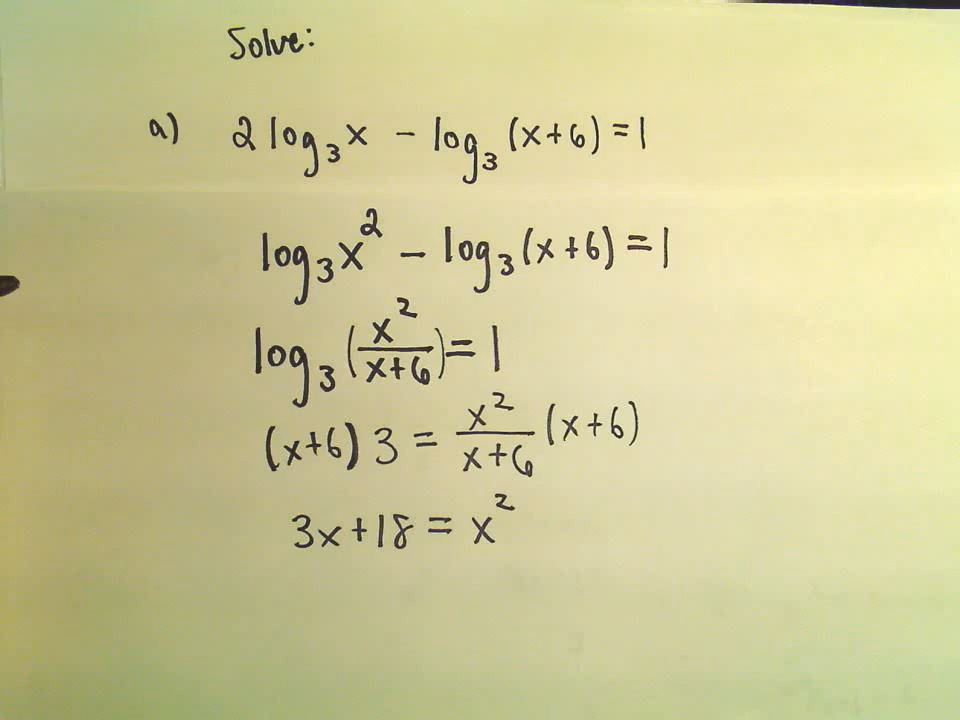 Solve:
a) 2 log₃ x − log₃ (x+6) = 1
log₃ x² − log₃ (x+6) = 1
log₃ (x²/(x+6)) = 1
(x+6) 3 = x²/(x+6) (x+6)
3x+18 = x²